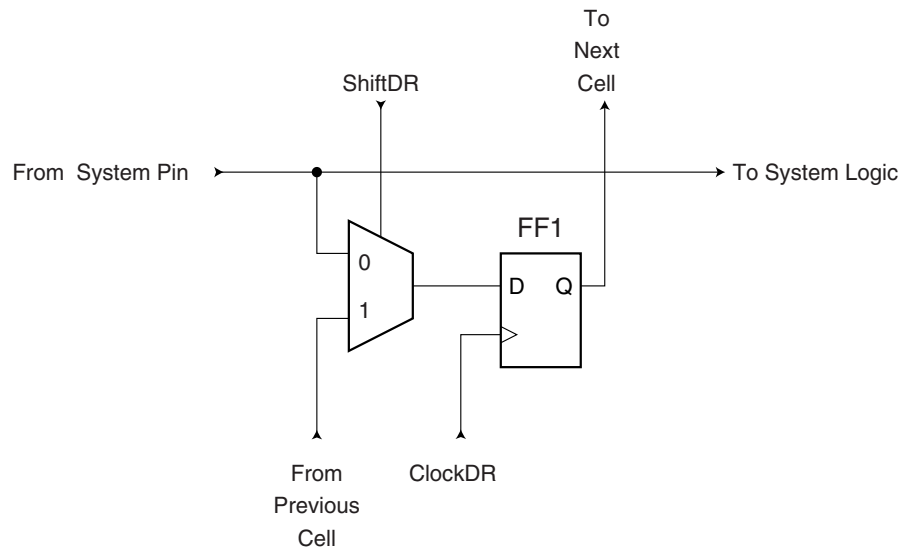 To
Next
Cell
ShiftDR
From System Pin
To System Logic
FF1
0
D Q
1
From
Previous
Cell
ClockDR